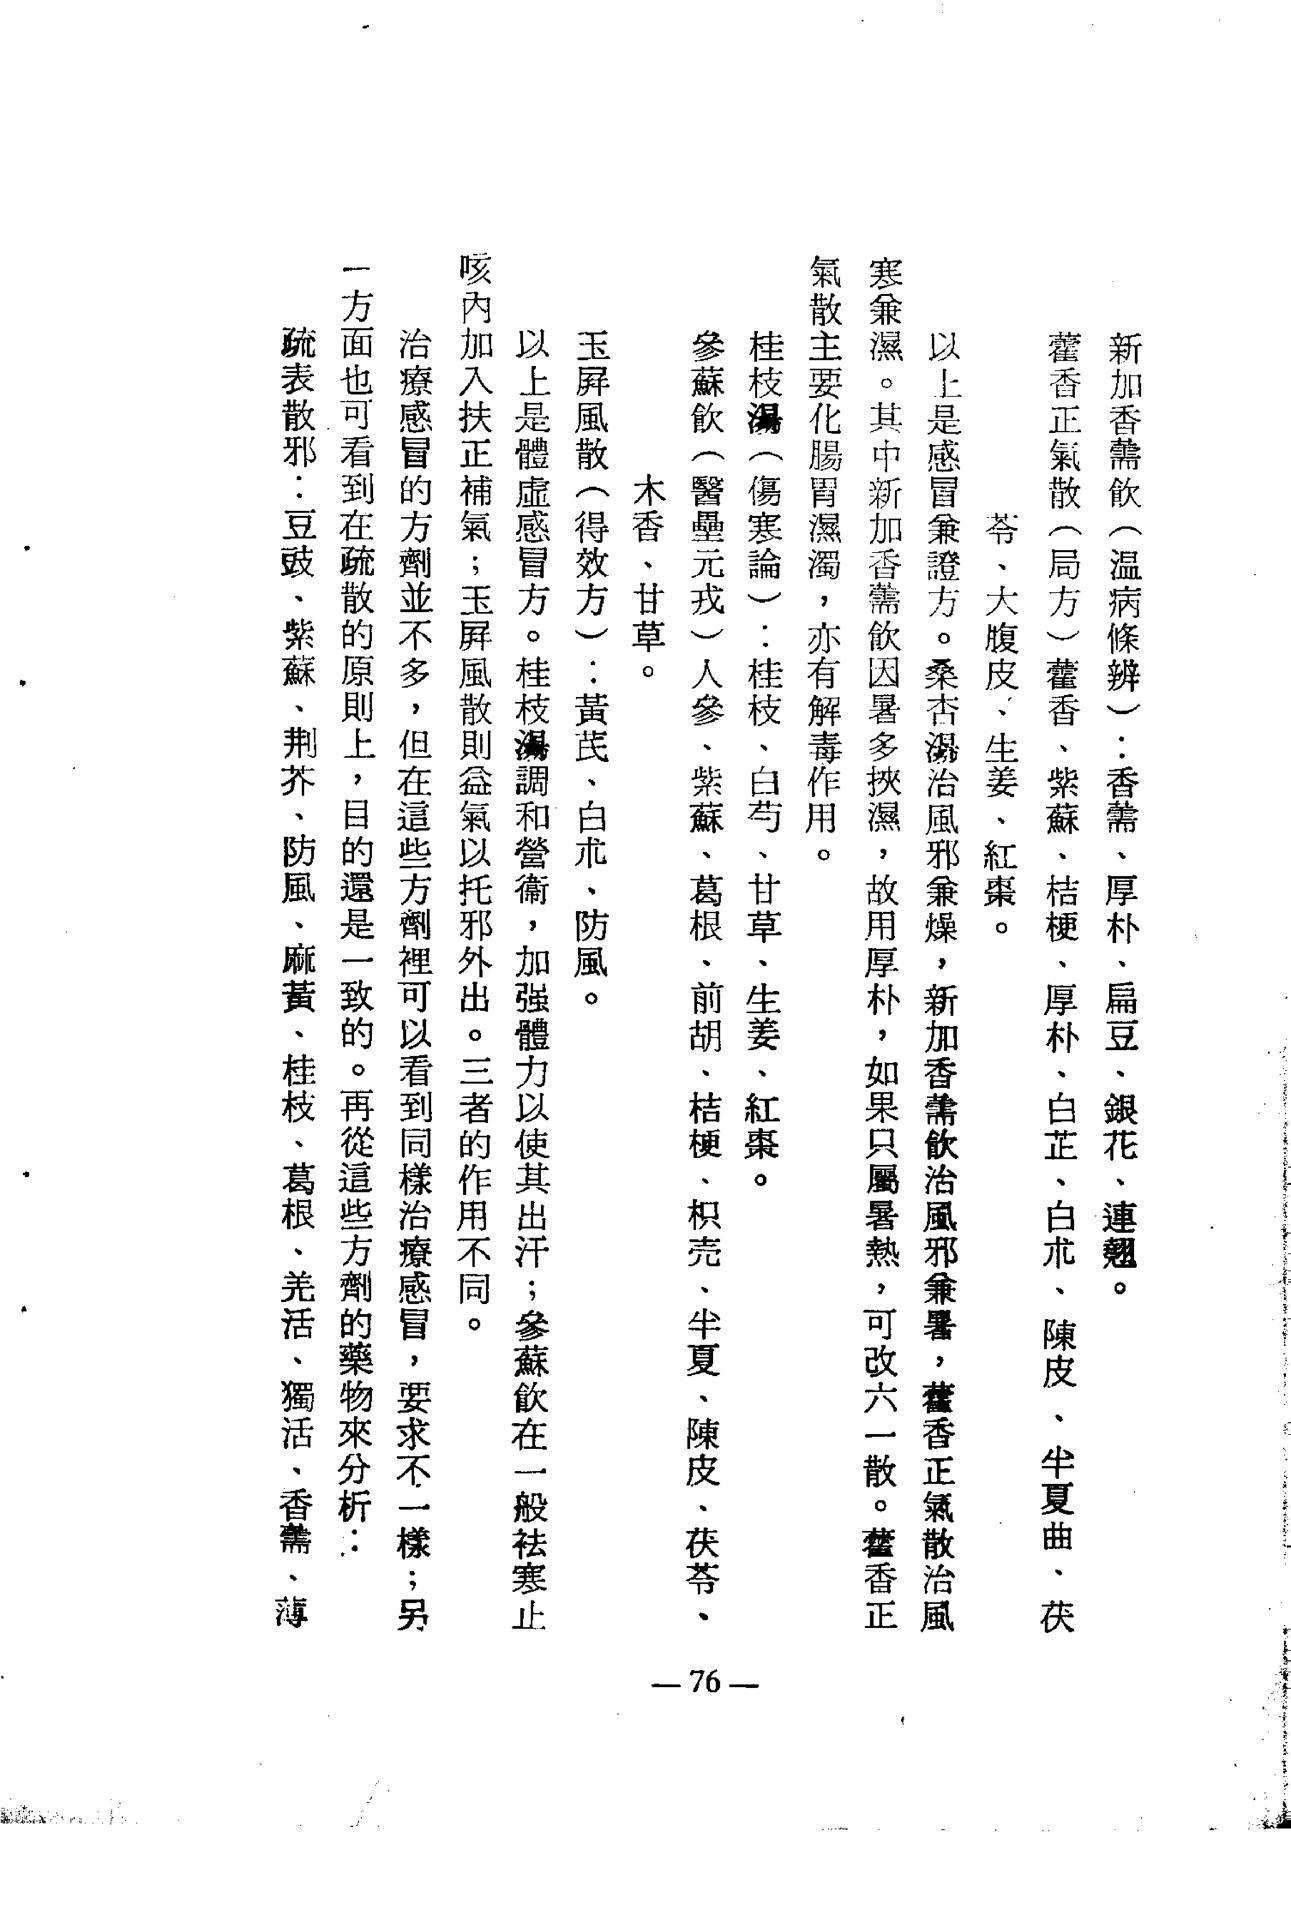 新加香薷飲（温病條辨）：香薷、厚朴、扁豆、銀花、連翹。
藿香正氣散（局方）藿香、紫蘇、桔梗、厚朴、白芷、白朮、陳皮、半夏曲、茯
苓、大腹皮、生姜、紅棗。
以上是感冒兼證方。桑杏湯治風邪兼燥，新加香薷飲治風邪兼暑，藿香正氣散治風
寒兼濕。其中新加香薷飲因暑多挾濕，故用厚朴，如果只屬暑熱，可改六一散。藿香正
氣散主要化腸胃濕濁，亦有解毒作用。
桂枝湯（傷寒論）：桂枝、白芍、甘草、生姜、紅棗。
參蘇飲（醫壘元戎）人參、紫蘇、葛根、前胡、桔梗、枳壳、半夏、陳皮、茯苓、
木香、甘草。
玉屛風散（得效方）：黃芪、白朮、防風。
以上是體虛感冒方。桂枝湯調和營衞，加强體力以使其出汗；參蘇飲在一般祛寒止
咳內加入扶正補氣；玉屛風散則益氣以托邪外出。三者的作用不同。
治療感冒的方劑並不多，但在這些方劑裡可以看到同樣治療感冒，要求不一樣；另
一方面也可看到在疏散的原則上，目的還是一致的。再從這些方劑的藥物來分析：
疏表散邪：豆豉、紫蘇、荆芥、防風、麻黃、桂枝、葛根、羌活、獨活、香薷、薄
— 76 —